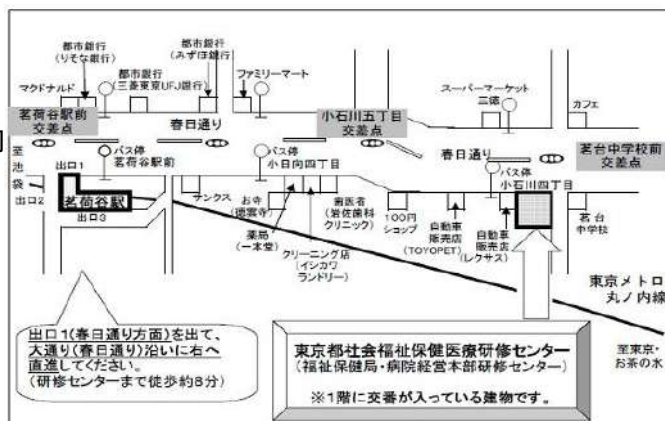 都市銀行
(りそな銀行)
都市銀行
(みずほ銀行)
マクドナルド
都市銀行
(三菱東京UFJ銀行)
ファミリーマート
スーパーマーケット
三徳
カフェ
茗荷谷駅前
交差点
春日通り
小石川五丁目
交差点
春日通り
茗台中学校前
交差点
至池袋
出口1
バス停
茗荷谷駅前
バス停
小日向四丁目
バス停
小石川四丁目
出口2
茗荷谷駅
出口3
サンクス
お寺
(徳雲寺)
薬局
(一本堂)
クリーニング店
(イシカワ
ランドリー)
歯医者
(岩佐歯科
クリニック)
100円
ショップ
自動車
販売店
(TOYOPET)
自動車
販売店
(レクサス)
茗台
中学校
東京メトロ
丸ノ内線
至東京・
お茶の水
出口1(春日通り方面)を出て、
大通り(春日通り)沿いに右へ
直進してください。
(研修センターまで徒歩約8分)
東京都社会福祉保健医療研修センター
(福祉保健局・病院経営本部研修センター)
※1階に交番が入っている建物です。